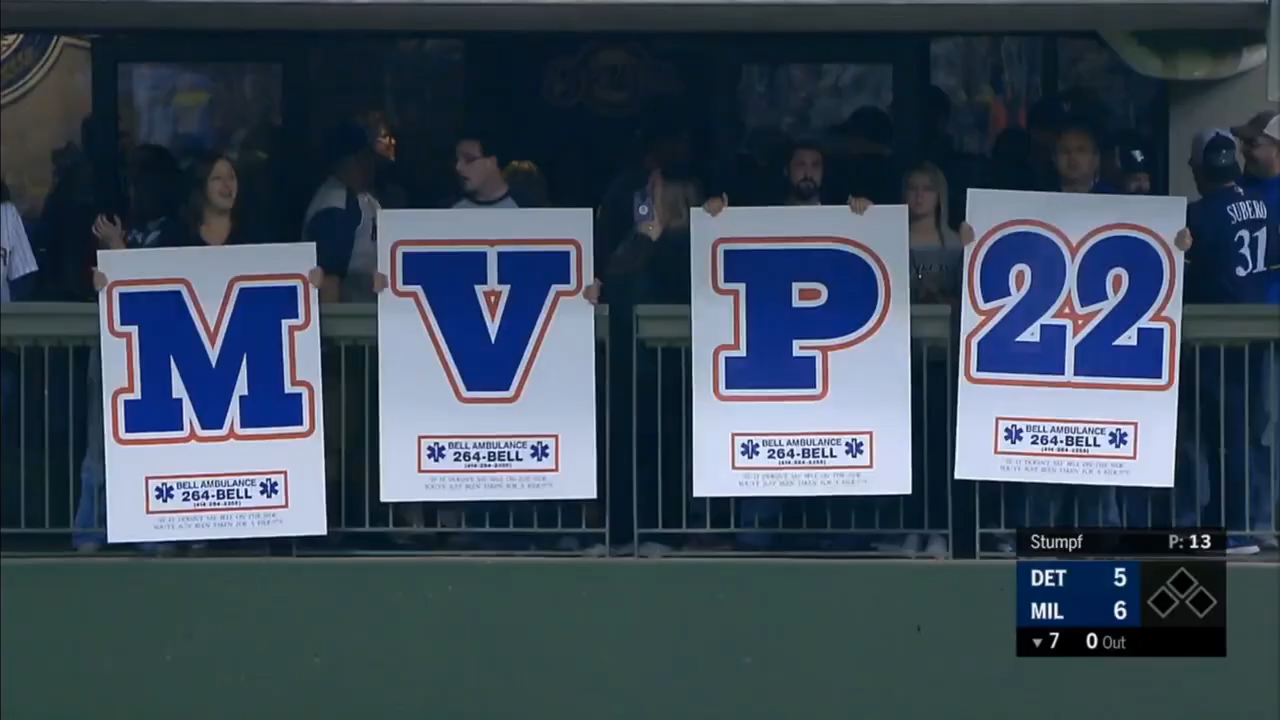 M
BELL AMBULANCE
264-BELL
V
BELL AMBULANCE
264-BELL
P
BELL AMBULANCE
264-BELL
22
BELL AMBULANCE
264-BELL
SUBERO
31
Stumpf P: 13
DET 5
MIL 6
▼ 7 0 Out